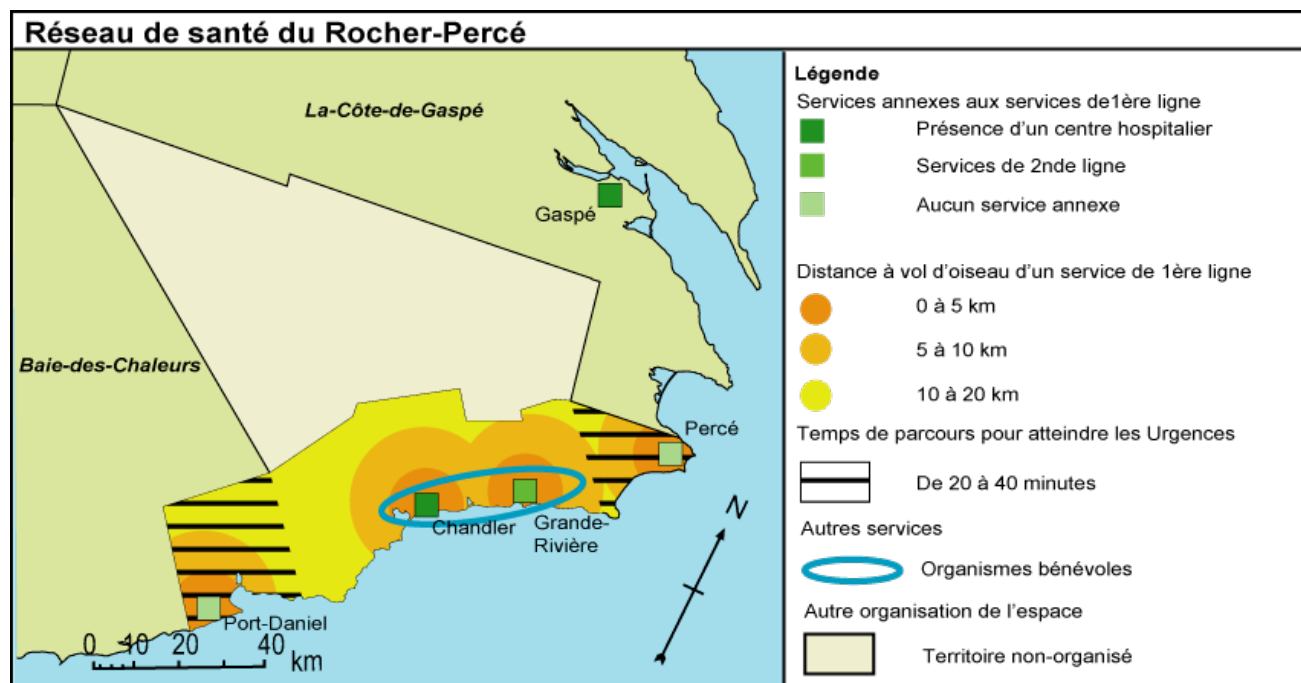 Réseau de santé du Rocher-Percé
La-Côte-de-Gaspé
Gaspé
Baie-des-Chaleurs
Percé
Chandler
Grande-
Rivière
Port-Daniel
N
0 10 20 40
km
Légende
Services annexes aux services de1ère ligne
Présence d'un centre hospitalier
Services de 2nde ligne
Aucun service annexe
Distance à vol d'oiseau d'un service de 1ère ligne
0 à 5 km
5 à 10 km
10 à 20 km
Temps de parcours pour atteindre les Urgences
De 20 à 40 minutes
Autres services
Organismes bénévoles
Autre organisation de l'espace
Territoire non-organisé